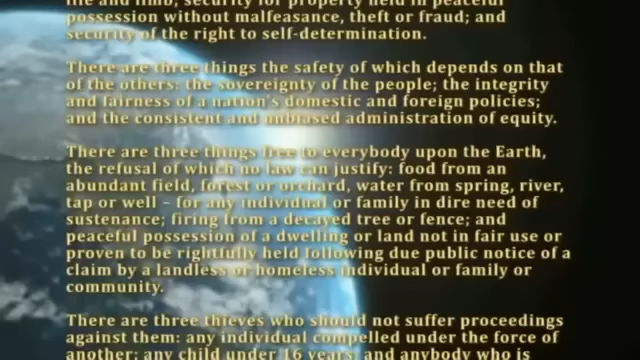 life and limb; security for property held in peaceful
possession without malfeasance, theft or fraud; and
security of the right to self-determination.
There are three things the safety of which depends on that
of the others: the sovereignty of the people; the integrity
and fairness of a nation's domestic and foreign policies;
and the consistent and unbiased administration of equity.
There are three things free to everybody upon the Earth,
the refusal of which no law can justify: food from an
abundant field, forest or orchard, water from spring, river,
tap or well – for any individual or family in dire need of
sustenance; firing from a decayed tree or fence; and
peaceful possession of a dwelling or land not in fair use or
proven to be rightfully held following due public notice of a
claim by a landless or homeless individual or family or
community.
There are three thieves who should not suffer proceedings
against them: any individual compelled under the force of
another; any child under 16 years; and anybody who is